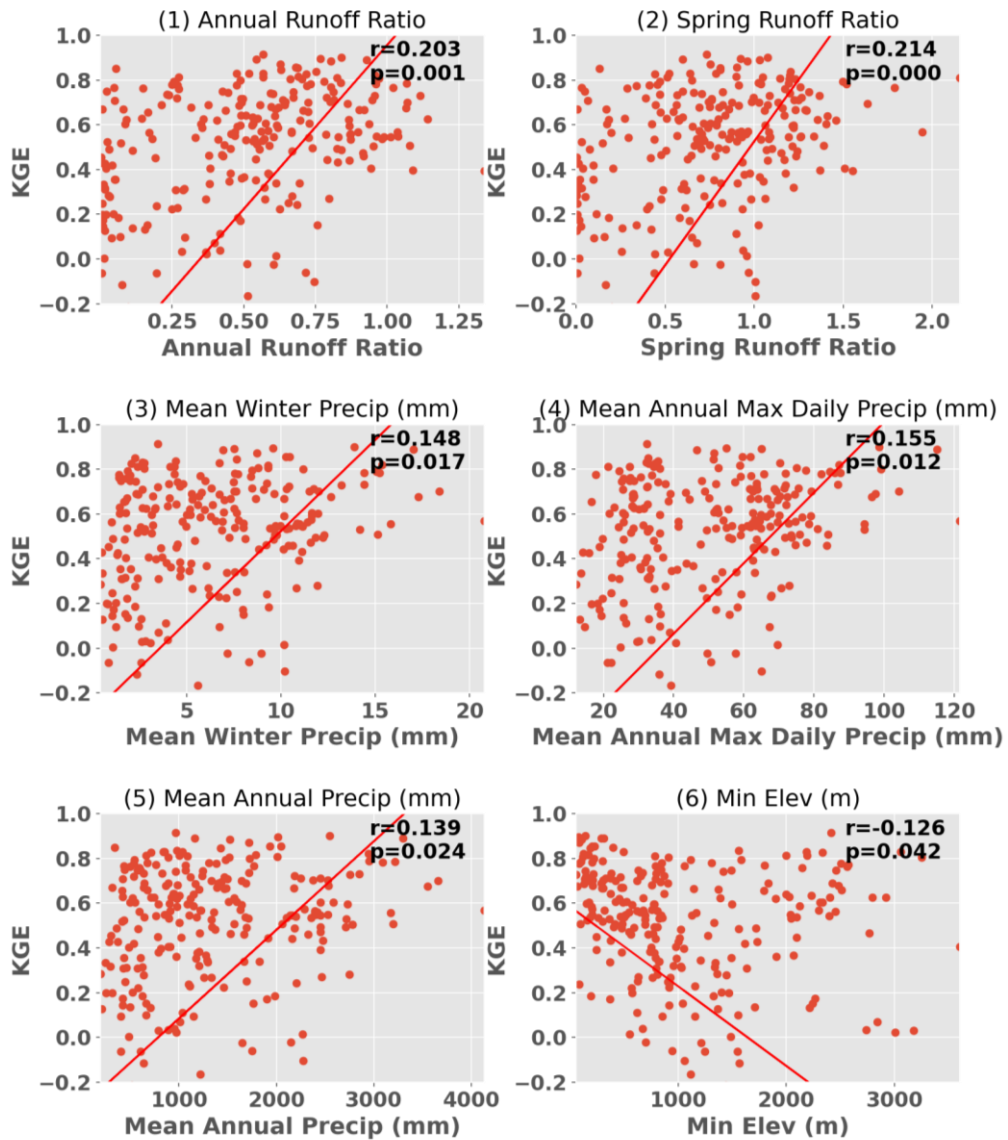 (1) Annual Runoff Ratio
r=0.203
p=0.001
KGE
1.0
0.8
0.6
0.4
0.2
0.0
−0.2
0.25 0.50 0.75 1.00 1.25
Annual Runoff Ratio
(2) Spring Runoff Ratio
r=0.214
p=0.000
KGE
1.0
0.8
0.6
0.4
0.2
0.0
−0.2
0.0 0.5 1.0 1.5 2.0
Spring Runoff Ratio
(3) Mean Winter Precip (mm)
r=0.148
p=0.017
KGE
1.0
0.8
0.6
0.4
0.2
0.0
−0.2
5 10 15 20
Mean Winter Precip (mm)
(4) Mean Annual Max Daily Precip (mm)
r=0.155
p=0.012
KGE
1.0
0.8
0.6
0.4
0.2
0.0
−0.2
20 40 60 80 100 120
Mean Annual Max Daily Precip (mm)
(5) Mean Annual Precip (mm)
r=0.139
p=0.024
KGE
1.0
0.8
0.6
0.4
0.2
0.0
−0.2
1000 2000 3000 4000
Mean Annual Precip (mm)
(6) Min Elev (m)
r=-0.126
p=0.042
KGE
1.0
0.8
0.6
0.4
0.2
0.0
−0.2
1000 2000 3000
Min Elev (m)